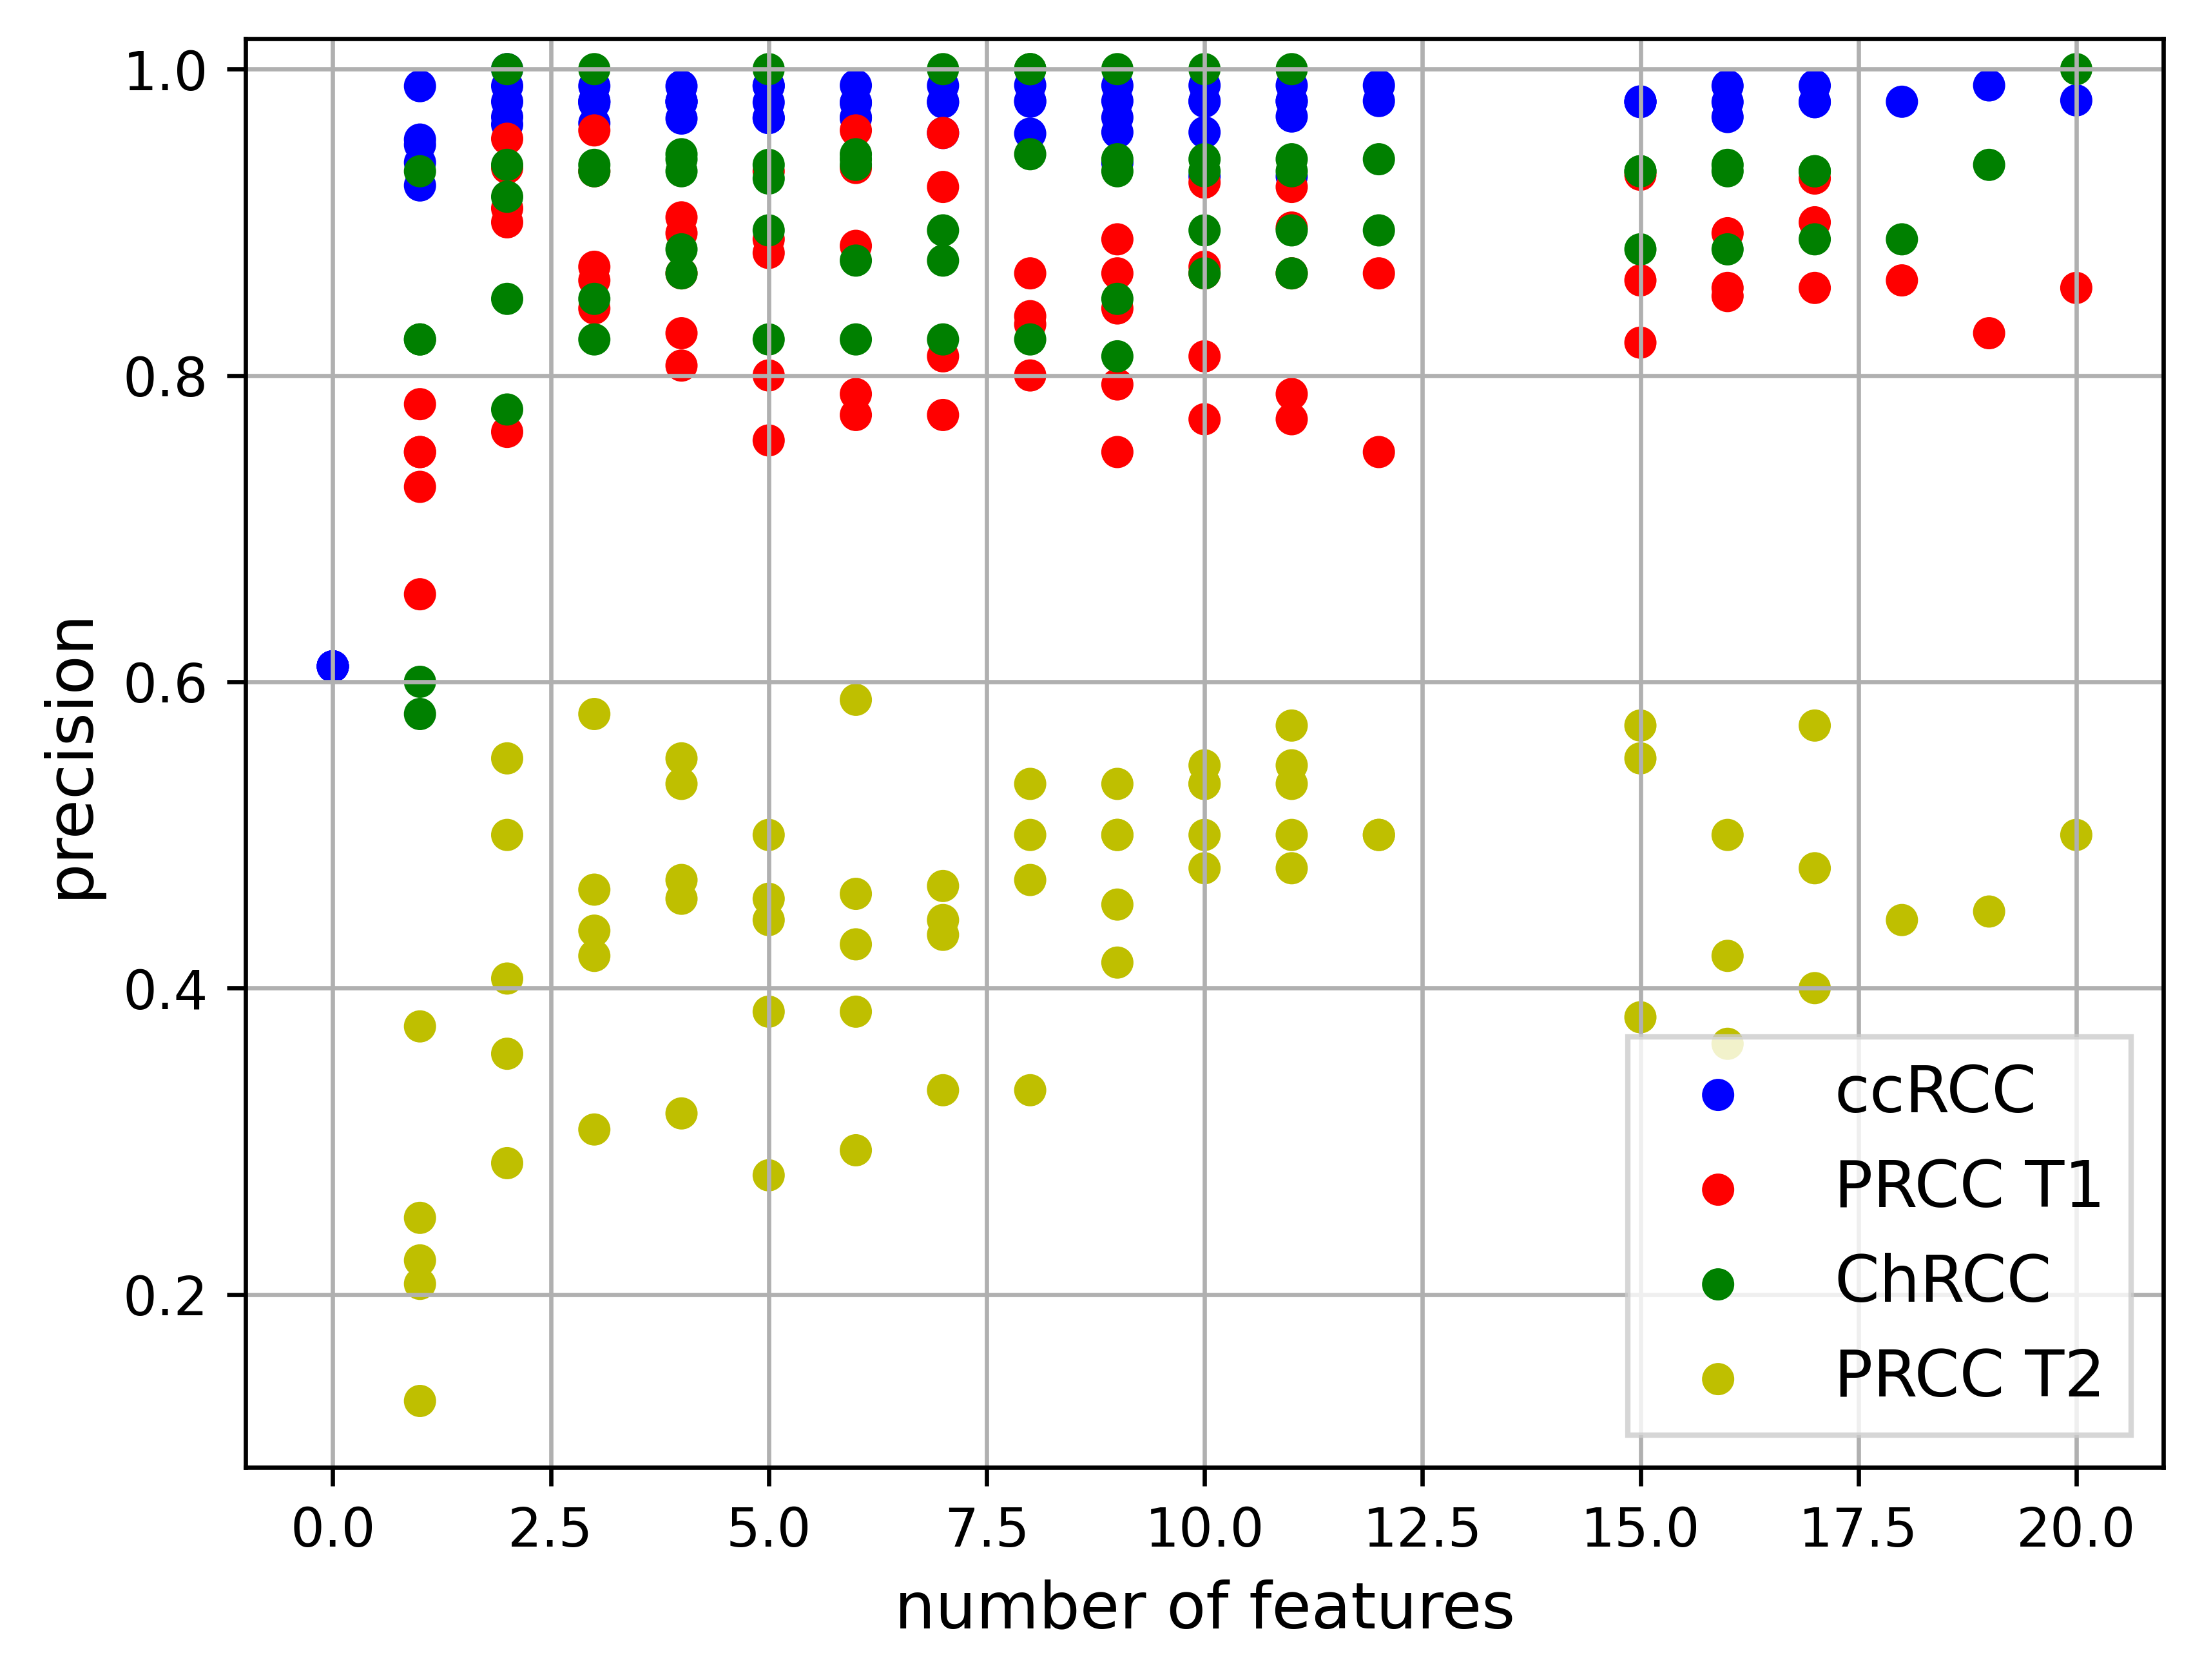 1.0
0.8
0.6
0.4
0.2
precision
ccRCC
PRCC T1
ChRCC
PRCC T2
0.0 2.5 5.0 7.5 10.0 12.5 15.0 17.5 20.0
number of features